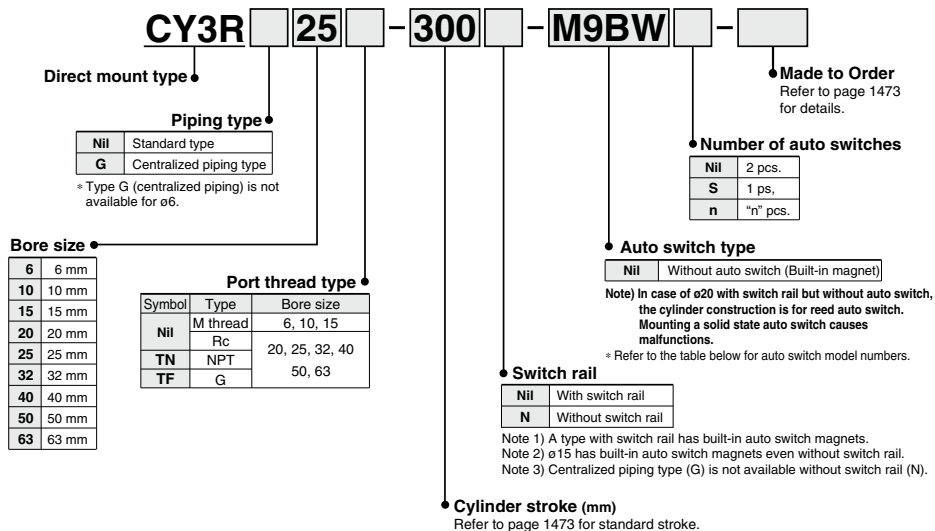 CY3R 25 - 300 - M9BW -
Direct mount type
Made to Order
Refer to page 1473
for details.
Piping type
Nil Standard type
G Centralized piping type
* Type G (centralized piping) is not
available for ø6.
Number of auto switches
Nil 2 pcs.
S 1 ps,
n “n” pcs.
Bore size
6 6 mm
10 10 mm
15 15 mm
20 20 mm
25 25 mm
32 32 mm
40 40 mm
50 50 mm
63 63 mm
Port thread type
Symbol Type Bore size
Nil M thread 6, 10, 15
Rc 20, 25, 32, 40
TN NPT 50, 63
TF G
Auto switch type
Nil Without auto switch (Built-in magnet)
Note) In case of ø20 with switch rail but without auto switch,
the cylinder construction is for reed auto switch.
Mounting a solid state auto switch causes
malfunctions.
* Refer to the table below for auto switch model numbers.
Switch rail
Nil With switch rail
N Without switch rail
Note 1) A type with switch rail has built-in auto switch magnets.
Note 2) ø15 has built-in auto switch magnets even without switch rail.
Note 3) Centralized piping type (G) is not available without switch rail (N).
Cylinder stroke (mm)
Refer to page 1473 for standard stroke.